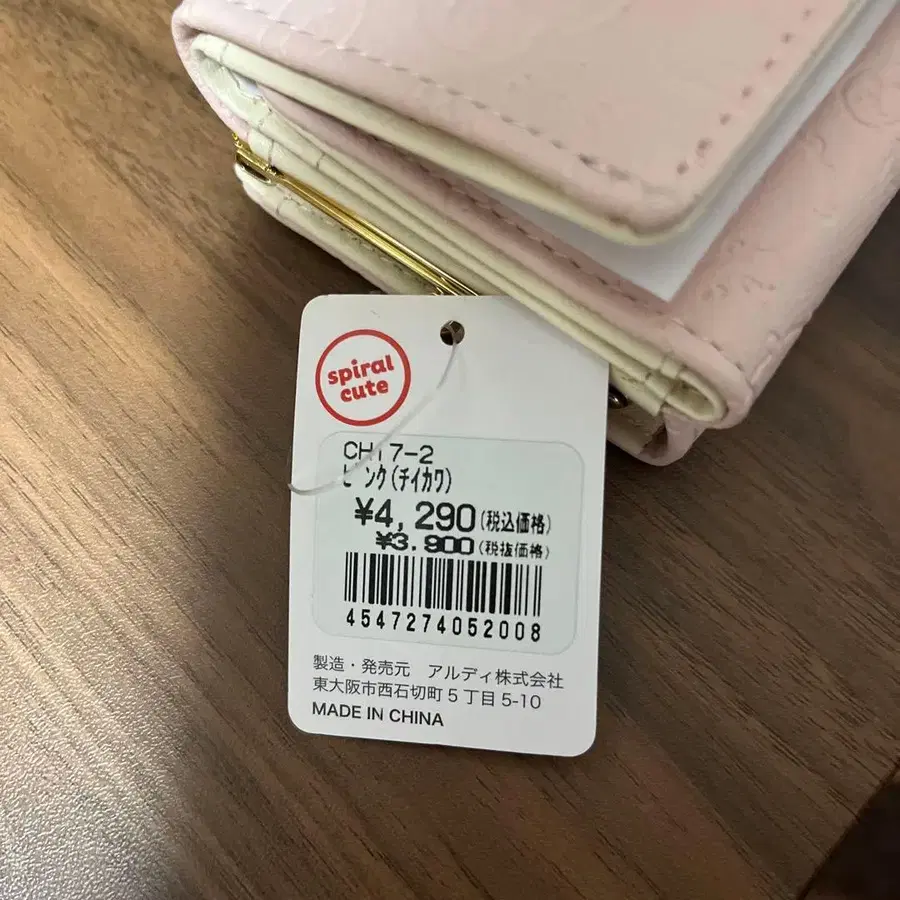 spiral
cute
CH17-2
ピンク(チイカワ)
¥4,290(税込価格)
¥3.900(税抜価格)
4547274052008
製造・発売元 アルディ株式会社
東大阪市西石切町5丁目5-10
MADE IN CHINA